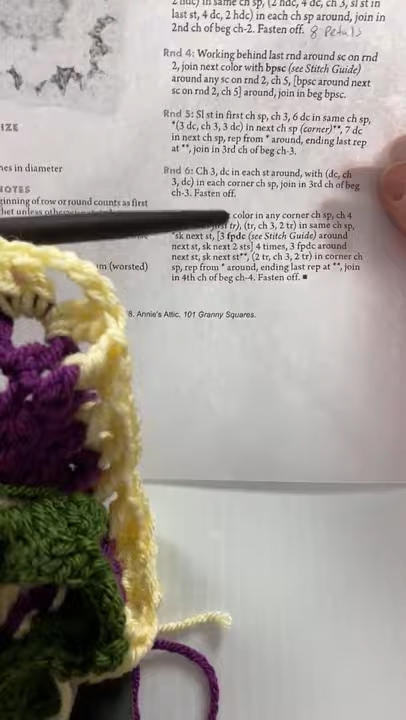 2 hdc) in same ch sp, (2 hdc, 4 dc, ch 3, sl st in
last st, 4 dc, 2 hdc) in each ch sp around, join in
2nd ch of beg ch-2. Fasten off. 8 Petals
Rnd 4: Working behind last rnd around sc on rnd
2, join next color with bpsc (see Stitch Guide)
around any sc on rnd 2, ch 5, [bpsc around next
sc on rnd 2, ch 5] around, join in beg bpsc.
Rnd 5: Sl st in first ch sp, ch 3, 6 dc in same ch sp,
*(3 dc, ch 3, 3 dc) in next ch sp (corner)**, 7 dc
in next ch sp, rep from * around, ending last rep
at **, join in 3rd ch of beg ch-3.
Rnd 6: Ch 3, dc in each st around, with (dc, ch
3, dc) in each corner ch sp, join in 3rd ch of beg
ch-3. Fasten off.
color in any corner ch sp, ch 4
first tr), (tr, ch 3, 2 tr) in same ch sp,
*sk next st, [3 fpdc (see Stitch Guide) around
next st, sk next 2 sts] 4 times, 3 fpdc around
next st, sk next st**, (2 tr, ch 3, 2 tr) in corner ch
sp, rep from * around, ending last rep at **, join
in 4th ch of beg ch-4. Fasten off. ■
IZE
nes in diameter
NOTES
ginning of row or round counts as first
m (worsted)
8. Annie's Attic. 101 Granny Squares.